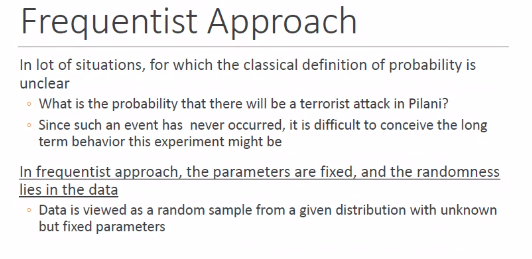 Frequentist Approach
In lot of situations, for which the classical definition of probability is
unclear
◦ What is the probability that there will be a terrorist attack in Pilani?
◦ Since such an event has never occurred, it is difficult to conceive the long
term behavior this experiment might be
In frequentist approach, the parameters are fixed, and the randomness
lies in the data
◦ Data is viewed as a random sample from a given distribution with unknown
but fixed parameters